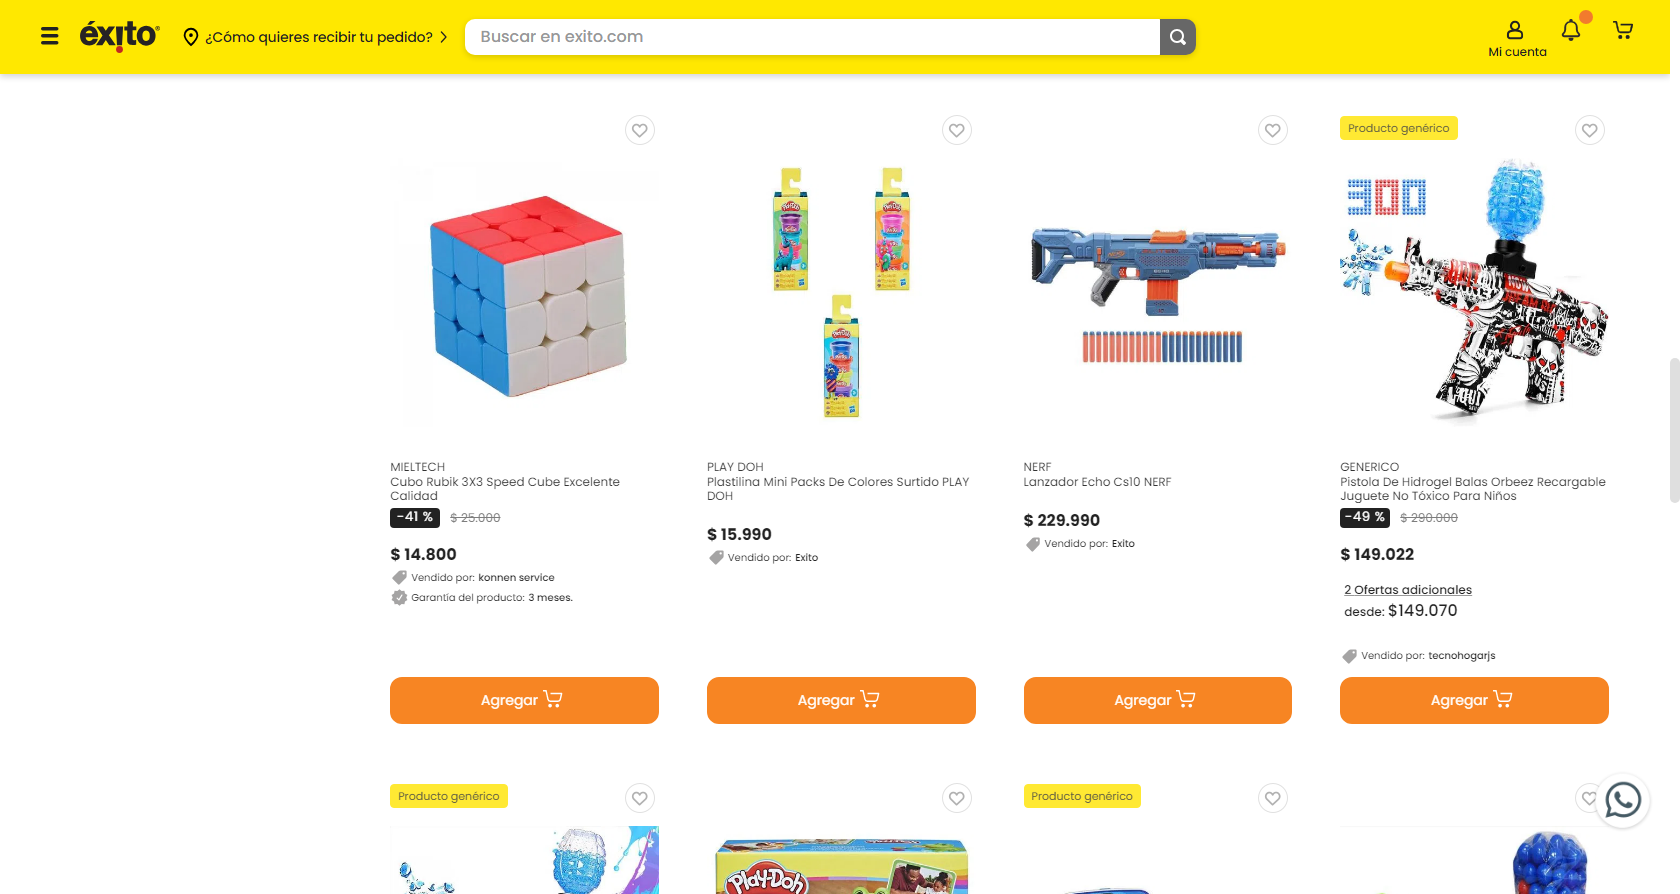 éxito
¿Cómo quieres recibir tu pedido?
Buscar en exito.com
Mi cuenta
Producto genérico
300
MIELTECH
Cubo Rubik 3X3 Speed Cube Excelente
Calidad
-41 %
$ 25.000
$ 14.800
Vendido por: konnen service
Garantía del producto: 3 meses.
Agregar
PLAY DOH
Plastilina Mini Packs De Colores Surtido PLAY
DOH
$ 15.990
Vendido por: Exito
Agregar
NERF
Lanzador Echo Cs10 NERF
$ 229.990
Vendido por: Exito
Agregar
GENERICO
Pistola De Hidrogel Balas Orbeez Recargable
Juguete No Tóxico Para Niños
-49 %
$ 290.000
$ 149.022
2 Ofertas adicionales
desde: $149.070
Vendido por: tecnohogarjs
Agregar
Producto genérico
Play-Doh
Producto genérico